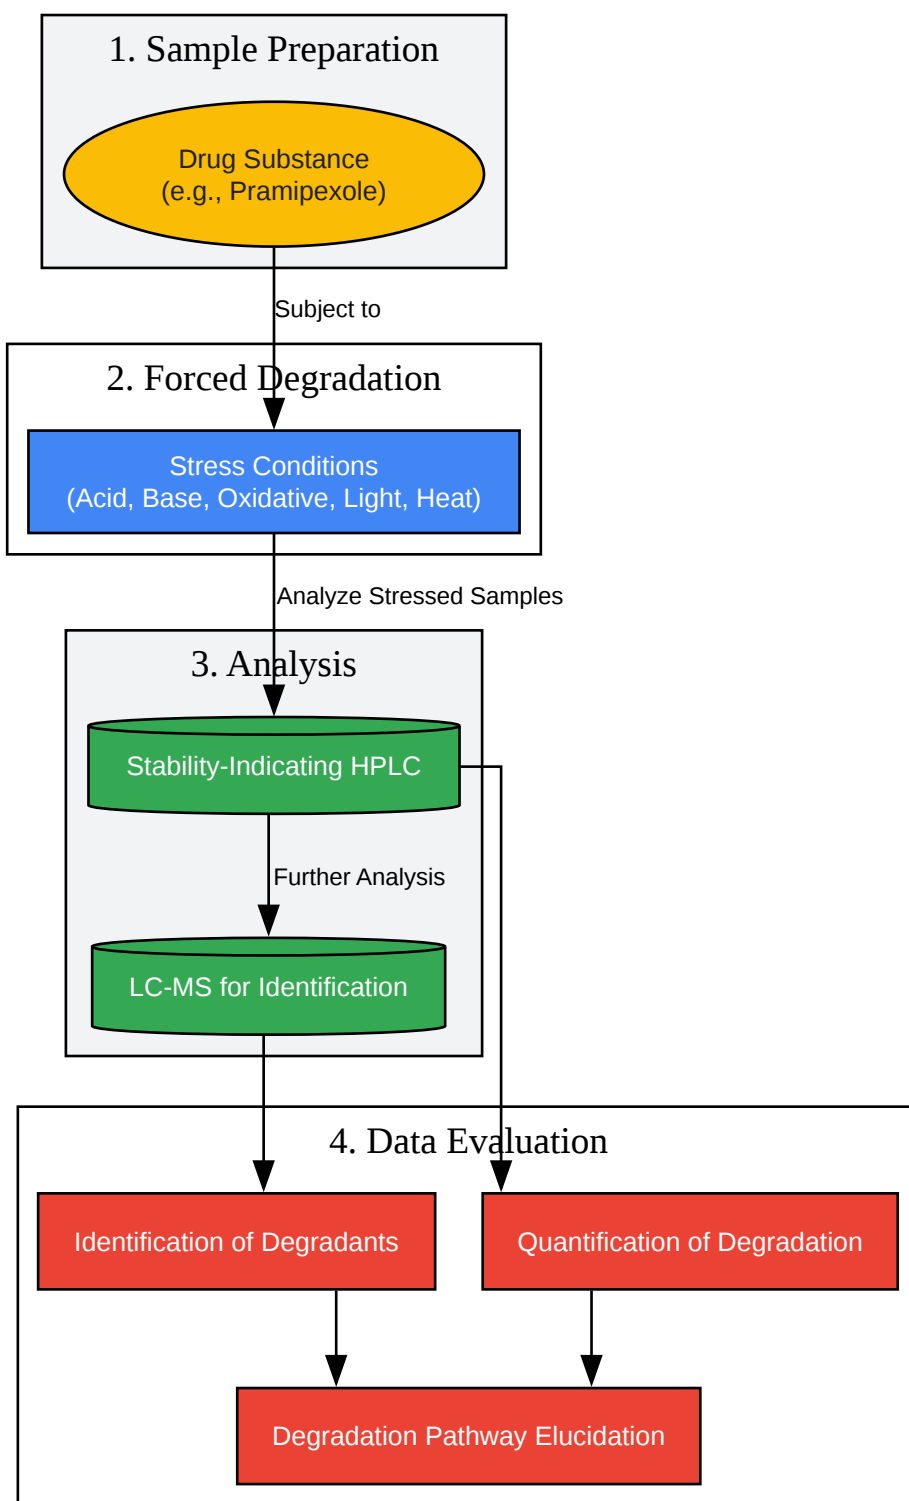 1. Sample Preparation
Drug Substance
(e.g., Pramipexole)
Subject to
2. Forced Degradation
Stress Conditions
(Acid, Base, Oxidative, Light, Heat)
Analyze Stressed Samples
3. Analysis
Stability-Indicating HPLC
Further Analysis
LC-MS for Identification
4. Data Evaluation
Identification of Degradants
Quantification of Degradation
Degradation Pathway Elucidation